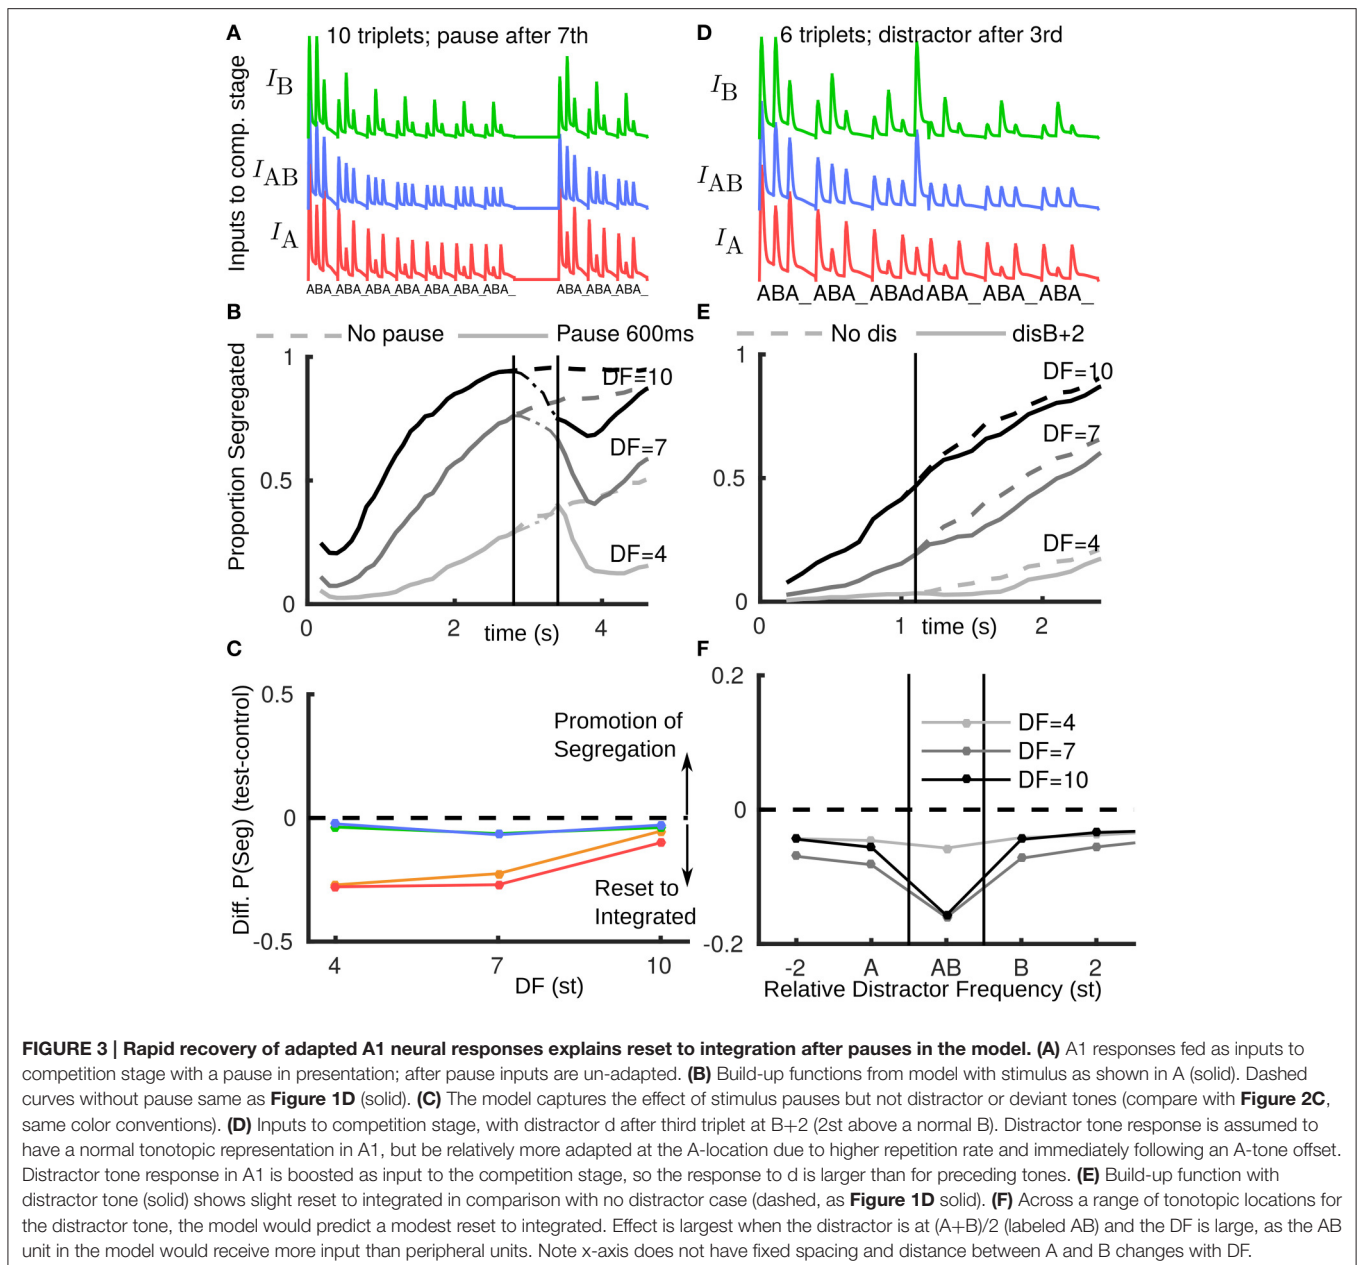 A
10 triplets; pause after 7th
Inputs to comp. stage
I_B
I_AB
I_A
ABA_ABA_ABA_ABA_ABA_ABA_ABA_ ABA_ABA_ABA_
D
6 triplets; distractor after 3rd
I_B
I_AB
I_A
ABA_ABA_ABAdABA_ABA_ABA_
B
No pause Pause 600ms
Proportion Segregated
1
0.5
0
DF=10
DF=7
DF=4
0 2 4
time (s)
E
No dis disB+2
1
0.5
0
DF=10
DF=7
DF=4
0 1 2
time (s)
C
Diff. P(Seg) (test-control)
0.5
0
-0.5
Promotion of
Segregation
Reset to
Integrated
4 7 10
DF (st)
F
0.2
0
-0.2
DF=4
DF=7
DF=10
-2 A AB B 2
Relative Distractor Frequency (st)
FIGURE 3 | Rapid recovery of adapted A1 neural responses explains reset to integration after pauses in the model. (A) A1 responses fed as inputs to
competition stage with a pause in presentation; after pause inputs are un-adapted. (B) Build-up functions from model with stimulus as shown in A (solid). Dashed
curves without pause same as Figure 1D (solid). (C) The model captures the effect of stimulus pauses but not distractor or deviant tones (compare with Figure 2C,
same color conventions). (D) Inputs to competition stage, with distractor d after third triplet at B+2 (2st above a normal B). Distractor tone response is assumed to
have a normal tonotopic representation in A1, but be relatively more adapted at the A-location due to higher repetition rate and immediately following an A-tone offset.
Distractor tone response in A1 is boosted as input to the competition stage, so the response to d is larger than for preceding tones. (E) Build-up function with
distractor tone (solid) shows slight reset to integrated in comparison with no distractor case (dashed, as Figure 1D solid). (F) Across a range of tonotopic locations for
the distractor tone, the model would predict a modest reset to integrated. Effect is largest when the distractor is at (A+B)/2 (labeled AB) and the DF is large, as the AB
unit in the model would receive more input than peripheral units. Note x-axis does not have fixed spacing and distance between A and B changes with DF.